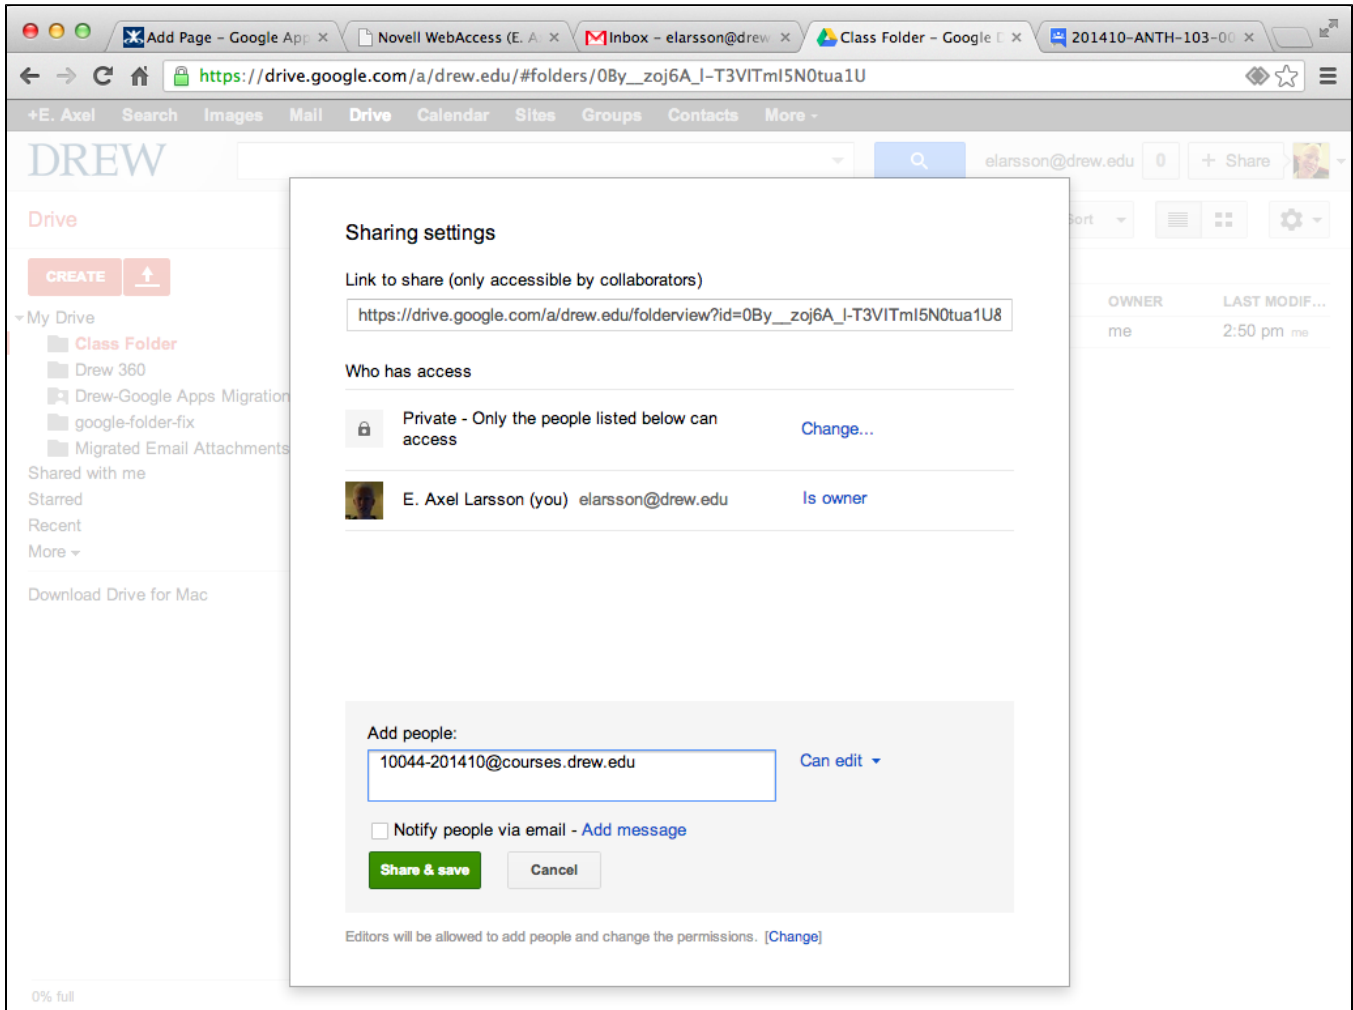 Add Page – Google App
Novell WebAccess (E. A
Inbox – elarsson@drew
Class Folder – Google D
201410-ANTH-103-00
https://drive.google.com/a/drew.edu/#folders/0By__zoj6A_l-T3VITmI5N0tua1U
+E. Axel Search Images Mail Drive Calendar Sites Groups Contacts More
DREW
elarsson@drew.edu 0 + Share
Drive
Sort
CREATE
OWNER LAST MODIF...
me 2:50 pm me
My Drive
Class Folder
Drew 360
Drew-Google Apps Migration
google-folder-fix
Migrated Email Attachments
Shared with me
Starred
Recent
More
Download Drive for Mac
0% full
Sharing settings
Link to share (only accessible by collaborators)
https://drive.google.com/a/drew.edu/folderview?id=0By__zoj6A_l-T3VITmI5N0tua1U&
Who has access
Private - Only the people listed below can
access
Change...
E. Axel Larsson (you) elarsson@drew.edu Is owner
Add people:
10044-201410@courses.drew.edu
Can edit
Notify people via email - Add message
Share & save Cancel
Editors will be allowed to add people and change the permissions. [Change]